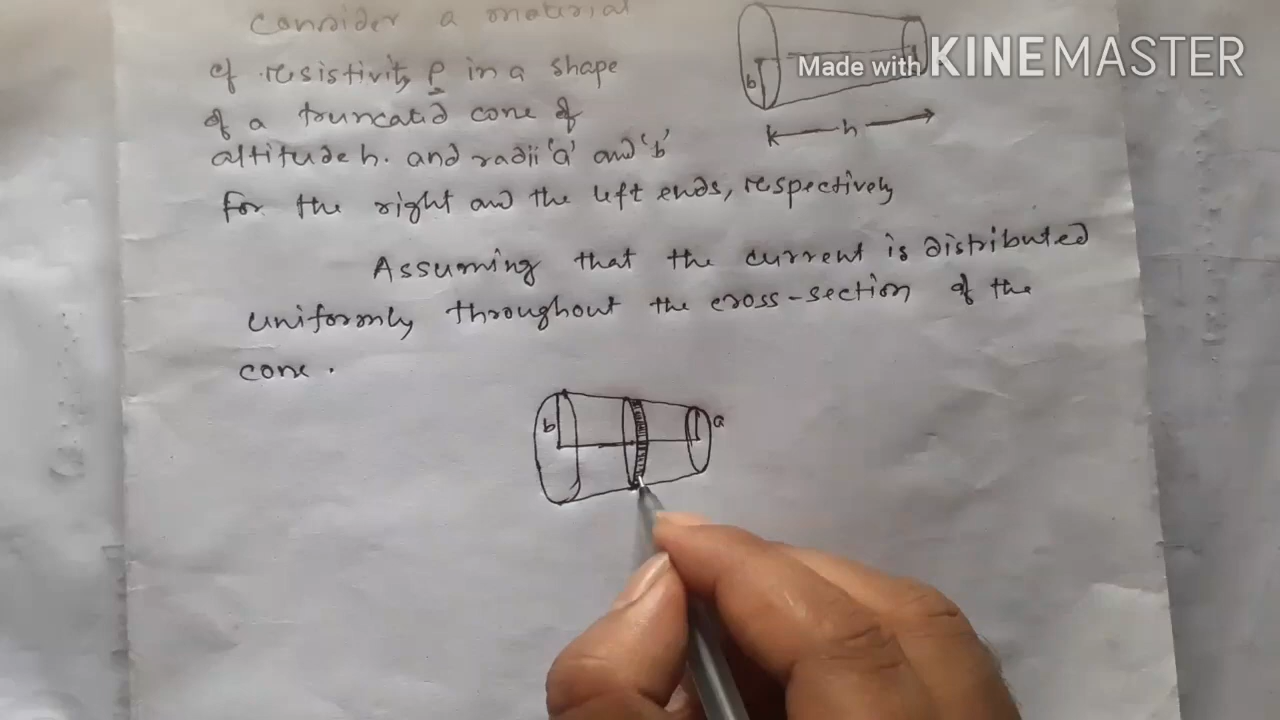 Consider a material
of resistivity ρ in a shape
of a truncated cone of
altitude h. and radii 'a' and 'b'
for the right and the left ends, respectively
Assuming that the current is distributed
uniformly throughout the cross-section of the
cone.
b
h
Made with KINEMASTER
b
a